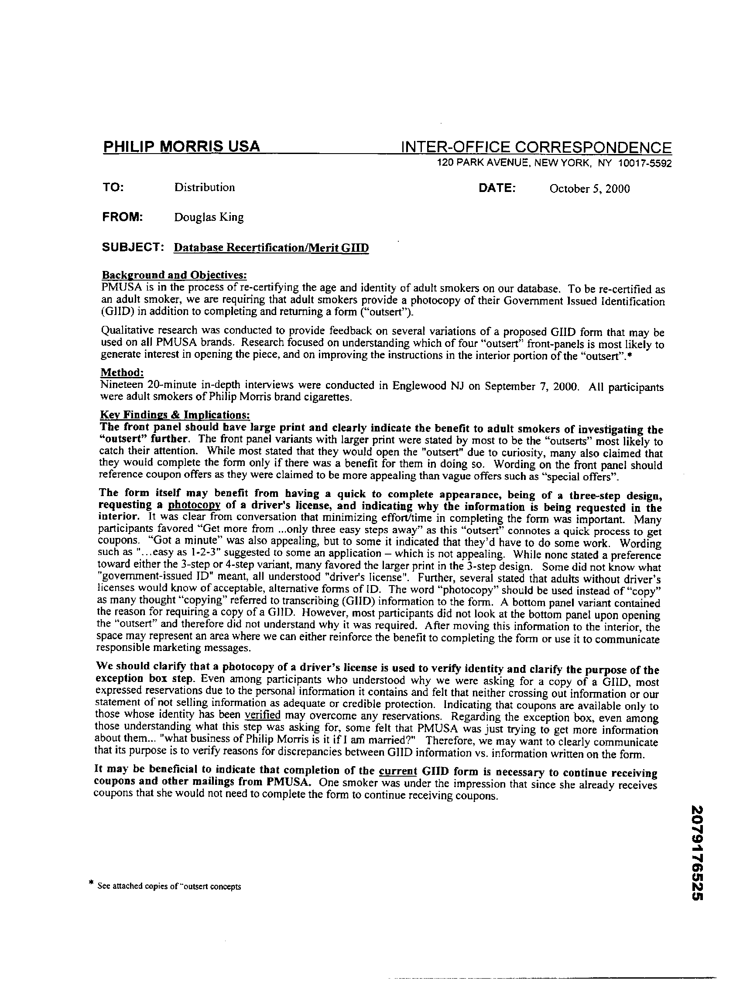 PHILIP MORRIS USA INTER-OFFICE CORRESPONDENCE
120 PARK AVENUE, NEW YORK, NY 10017-5592
TO: Distribution DATE: October 5, 2000
FROM: Douglas King
SUBJECT: Database Recertification/Merit GIID
Background and Objectives:
PMUSA is in the process of re-certifying the age and identity of adult smokers on our database. To be re-certified as
an adult smoker, we are requiring that adult smokers provide a photocopy of their Government Issued Identification
(GIID) in addition to completing and returning a form ("outsert").
Qualitative research was conducted to provide feedback on several variations of a proposed GIID form that may be
used on all PMUSA brands. Research focused on understanding which of four "outsert" front-panels is most likely to
generate interest in opening the piece, and on improving the instructions in the interior portion of the "outsert".*
Method:
Nineteen 20-minute in-depth interviews were conducted in Englewood NJ on September 7, 2000. All participants
were adult smokers of Philip Morris brand cigarettes.
Key Findings & Implications:
The front panel should have large print and clearly indicate the benefit to adult smokers of investigating the
"outsert" further. The front panel variants with larger print were stated by most to be the "outserts" most likely to
catch their attention. While most stated that they would open the "outsert" due to curiosity, many also claimed that
they would complete the form only if there was a benefit for them in doing so. Wording on the front panel should
reference coupon offers as they were claimed to be more appealing than vague offers such as "special offers".
The form itself may benefit from having a quick to complete appearance, being of a three-step design,
requesting a photocopy of a driver's license, and indicating why the information is being requested in the
interior. It was clear from conversation that minimizing effort/time in completing the form was important. Many
participants favored "Get more from ...only three easy steps away" as this "outsert" connotes a quick process to get
coupons. "Got a minute" was also appealing, but to some it indicated that they'd have to do some work. Wording
such as "...easy as 1-2-3" suggested to some an application – which is not appealing. While none stated a preference
toward either the 3-step or 4-step variant, many favored the larger print in the 3-step design. Some did not know what
"government-issued ID" meant, all understood "driver's license". Further, several stated that adults without driver's
licenses would know of acceptable, alternative forms of ID. The word "photocopy" should be used instead of "copy"
as many thought "copying" referred to transcribing (GIID) information to the form. A bottom panel variant contained
the reason for requiring a copy of a GIID. However, most participants did not look at the bottom panel upon opening
the "outsert" and therefore did not understand why it was required. After moving this information to the interior, the
space may represent an area where we can either reinforce the benefit to completing the form or use it to communicate
responsible marketing messages.
We should clarify that a photocopy of a driver's license is used to verify identity and clarify the purpose of the
exception box step. Even among participants who understood why we were asking for a copy of a GIID, most
expressed reservations due to the personal information it contains and felt that neither crossing out information or our
statement of not selling information as adequate or credible protection. Indicating that coupons are available only to
those whose identity has been verified may overcome any reservations. Regarding the exception box, even among
those understanding what this step was asking for, some felt that PMUSA was just trying to get more information
about them... "what business of Philip Morris is it if I am married?" Therefore, we may want to clearly communicate
that its purpose is to verify reasons for discrepancies between GIID information vs. information written on the form.
It may be beneficial to indicate that completion of the current GIID form is necessary to continue receiving
coupons and other mailings from PMUSA. One smoker was under the impression that since she already receives
coupons that she would not need to complete the form to continue receiving coupons.
2079176525
* See attached copies of "outsert concepts